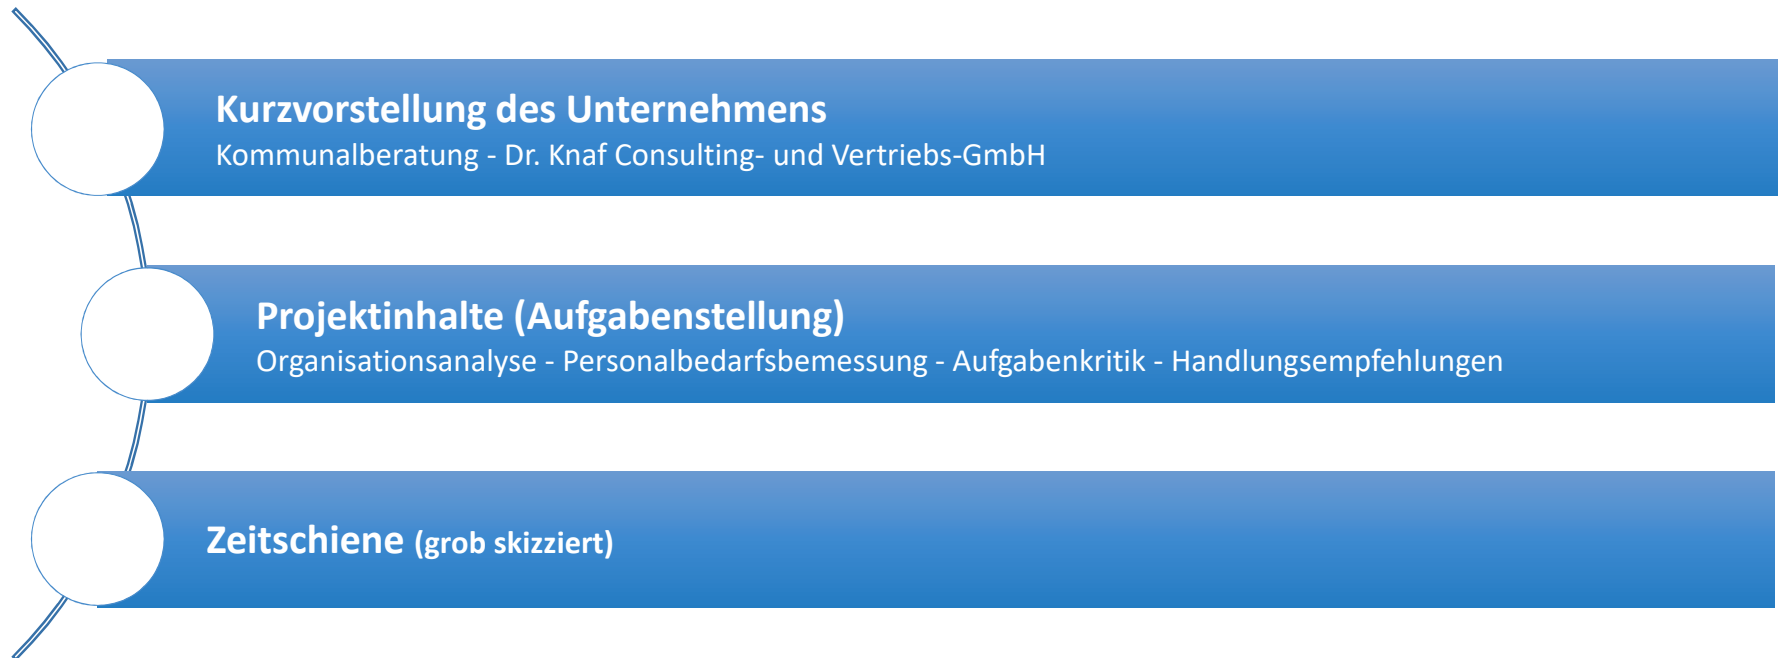 Kurzvorstellung des Unternehmens
Kommunalberatung - Dr. Knaf Consulting- und Vertriebs-GmbH
Projektinhalte (Aufgabenstellung)
Organisationsanalyse - Personalbedarfsbemessung - Aufgabenkritik - Handlungsempfehlungen
Zeitschiene (grob skizziert)